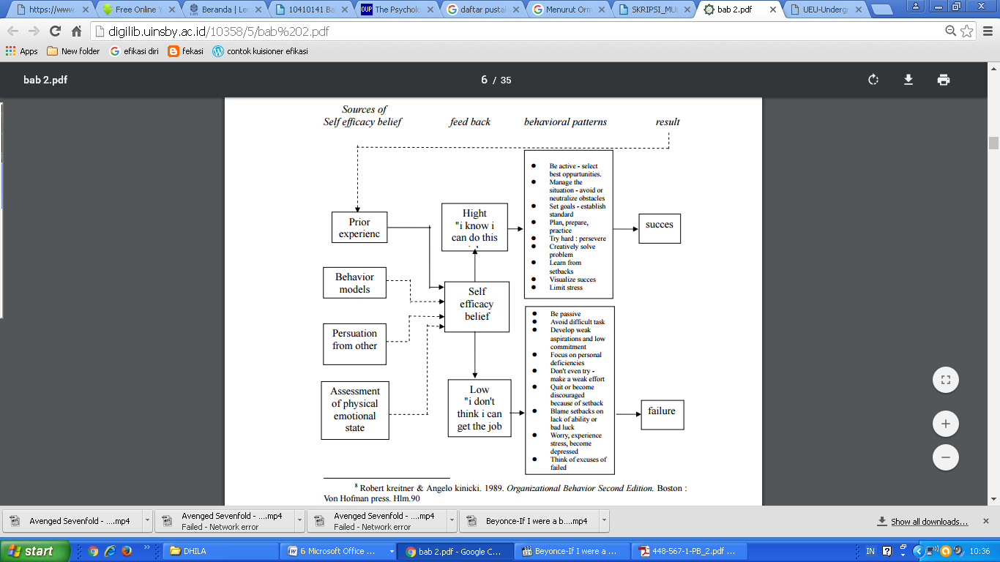 https://www.
Free Online Y
Beranda | Len
10410141 Ba
The Psycholo
daftar pustal
Menurut Orm
SKRIPSI_MUL
bab 2.pdf
UEU-Undergr
digilib.uinsby.ac.id/10358/5/bab%202.pdf
Apps New folder efikasi diri fekasi contok kuisioner efikasi
bab 2.pdf
6 / 35
Sources of
Self efficacy belief feed back behavioral patterns result
Prior
experienc
Behavior
models
Persuation
from other
Assessment
of physical
emotional
state
Self
efficacy
belief
Hight
"i know i
can do this
Low
"i don't
think i can
get the job
Be active - select
best oppurtunities.
Manage the
situation - avoid or
neutralize obstacles
Set goals - establish
standard
Plan, prepare,
practice
Try hard : persevere
Creatively solve
problem
Learn from
setbacks
Visualize succes
Limit stress
succes
Be passive
Avoid difficult task
Develop weak
aspirations and low
commitment
Focus on personal
deficiencies
Don't even try -
make a weak effort
Quit or become
discouraged
because of setback
Blame setbacks on
lack of ability or
bad luck
Worry, experience
stress, become
depressed
Think of excuses of
failed
failure
8 Robert kreitner & Angelo kinicki. 1989. Organizational Behavior Second Edition. Boston :
Von Hofman press. Hlm.90
Avenged Sevenfold - ....mp4
Avenged Sevenfold - ....mp4
Failed - Network error
Avenged Sevenfold - ....mp4
Failed - Network error
Beyonce-If I were a b....mp4
Show all downloads...
start
DHILA
6 Microsoft Office ...
bab 2.pdf - Google C...
Beyonce-If I were a ...
448-567-1-PB_2.pdf ...
IN
10:36